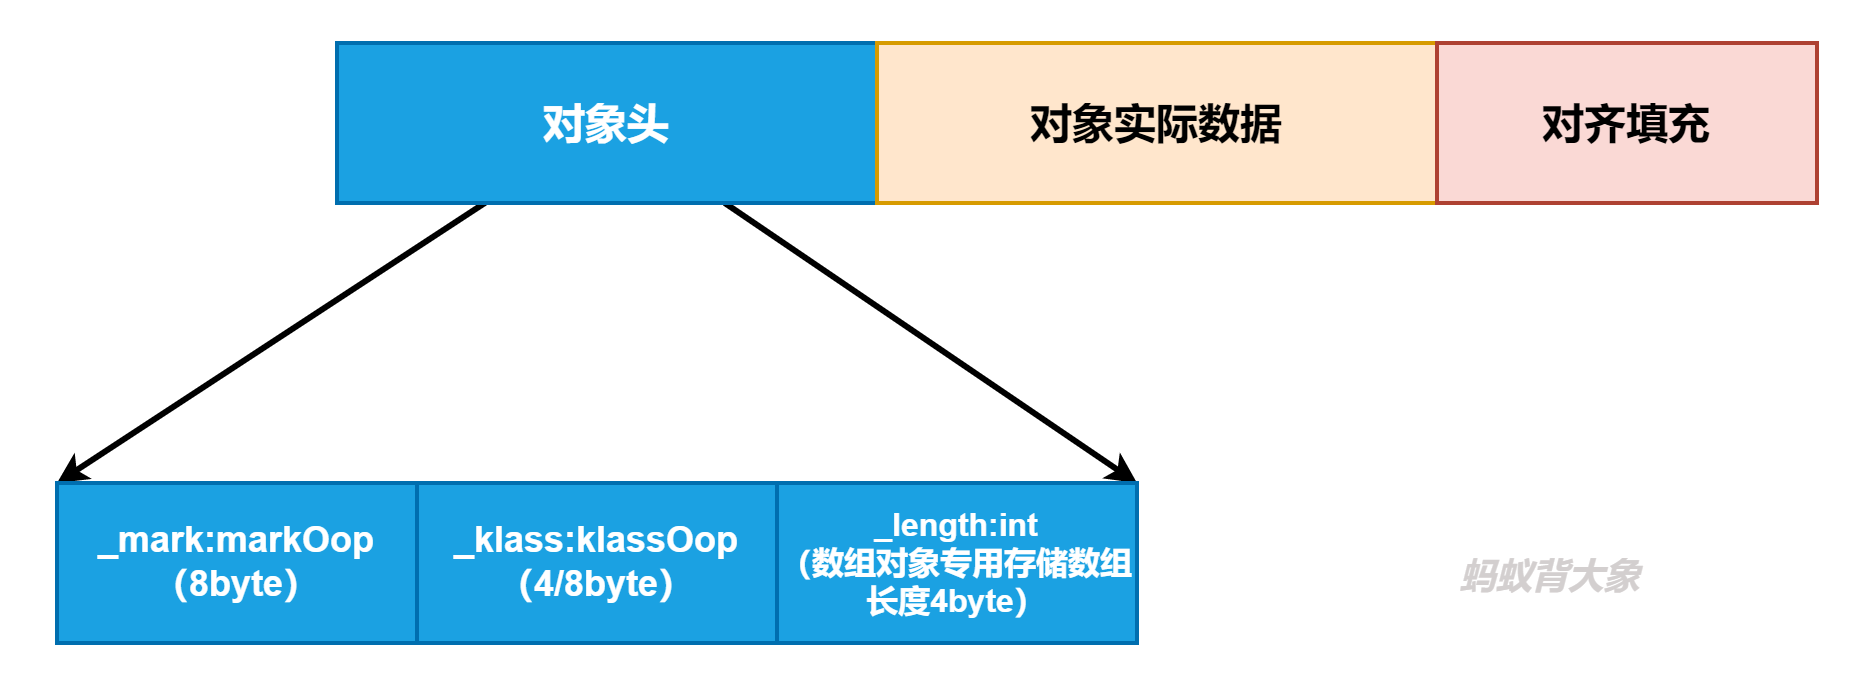 对象头
对象实际数据
对齐填充
_mark:markOop
（8byte）
_klass:klassOop
（4/8byte）
_length:int
（数组对象专用存储数组
长度4byte）
蚂蚁背大象